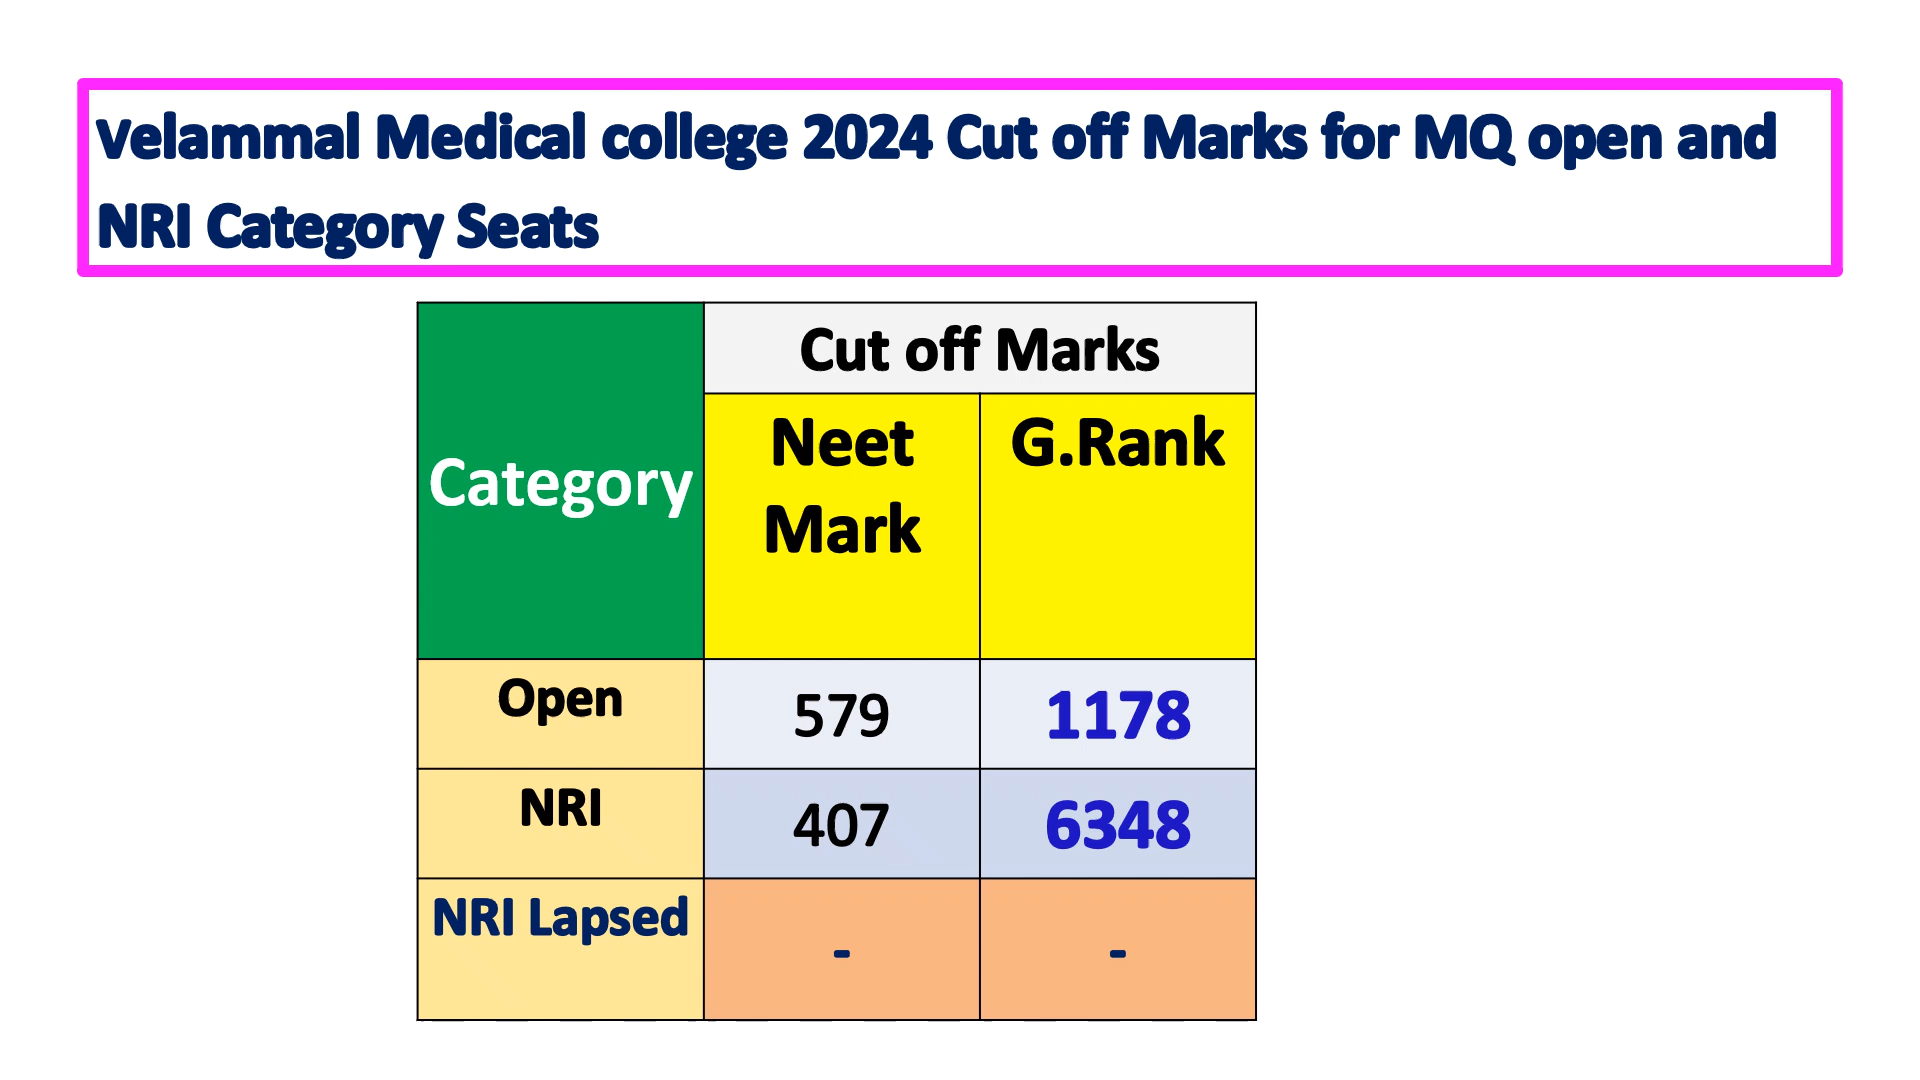 Velammal Medical college 2024 Cut off Marks for MQ open and
NRI Category Seats
Category
Cut off Marks
Neet
Mark
G.Rank
Open
579
1178
NRI
407
6348
NRI Lapsed
-
-